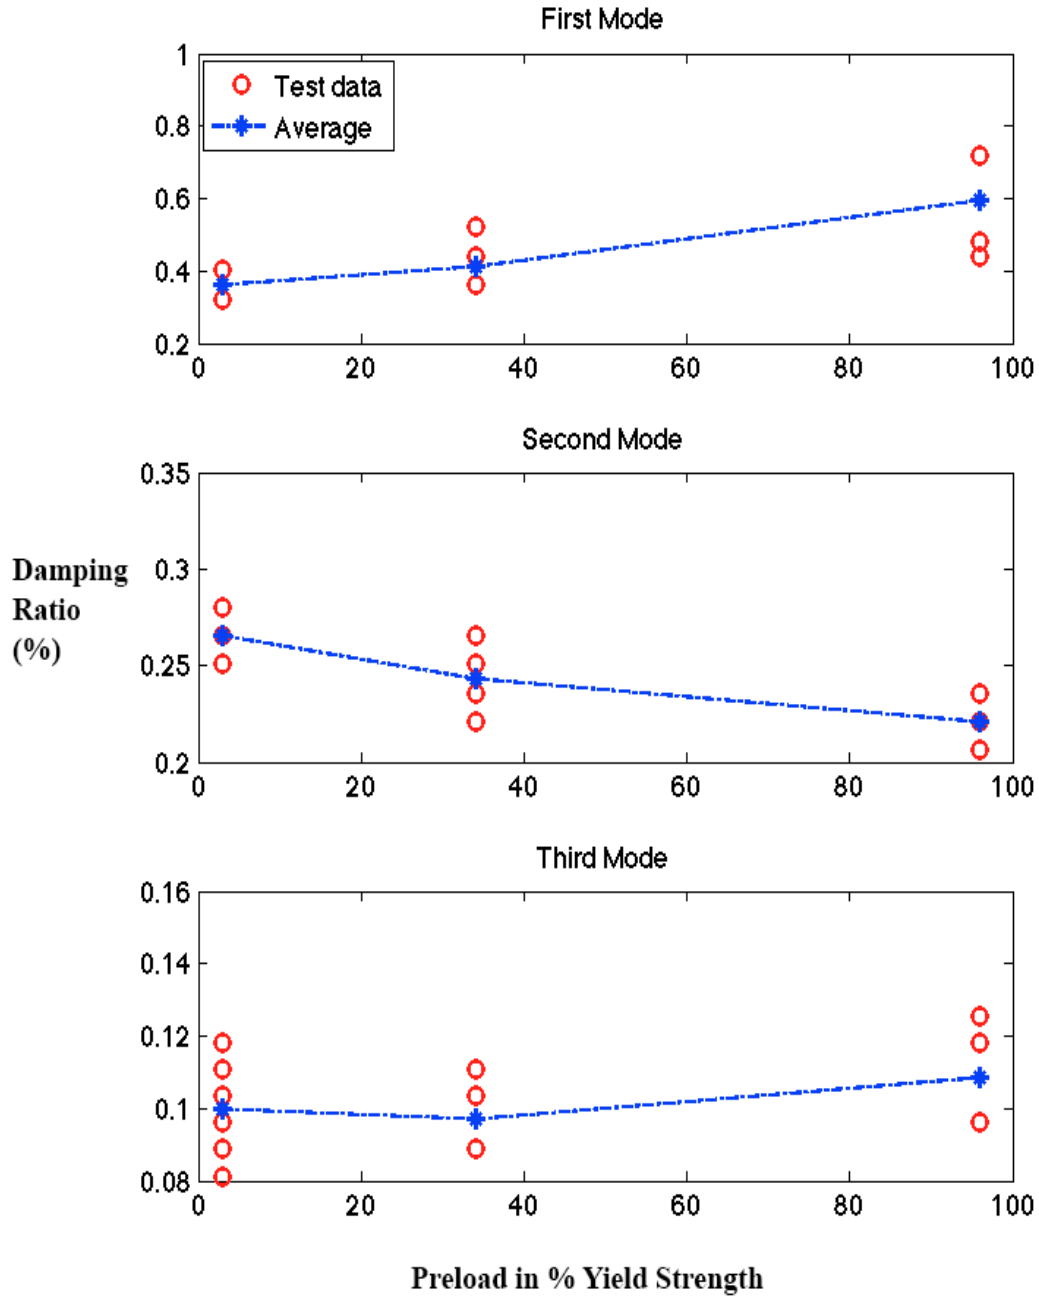 First Mode
1
Test data
Average
0.8
0.6
0.4
0.2
0 20 40 60 80 100
Second Mode
0.35
0.3
0.25
0.2
0 20 40 60 80 100
Damping
Ratio
(%)
Third Mode
0.16
0.14
0.12
0.1
0.08
0 20 40 60 80 100
Preload in % Yield Strength